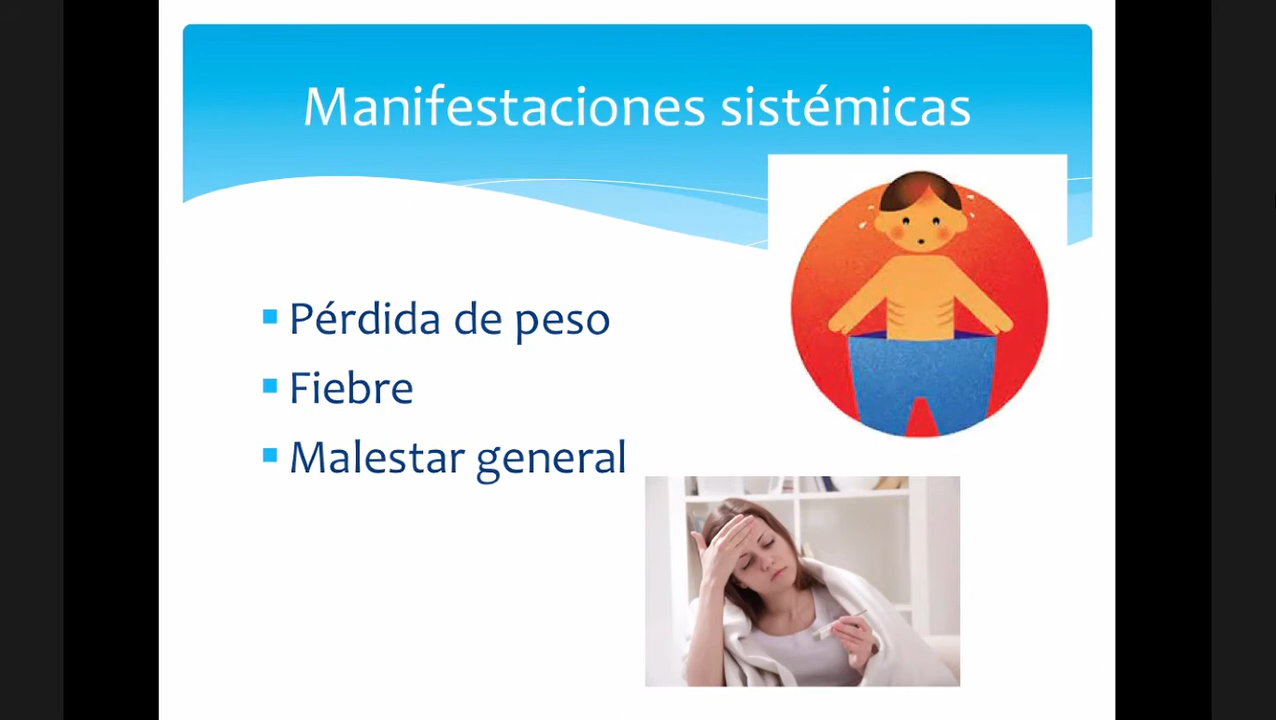 Manifestaciones sistémicas
Pérdida de peso
Fiebre
Malestar general